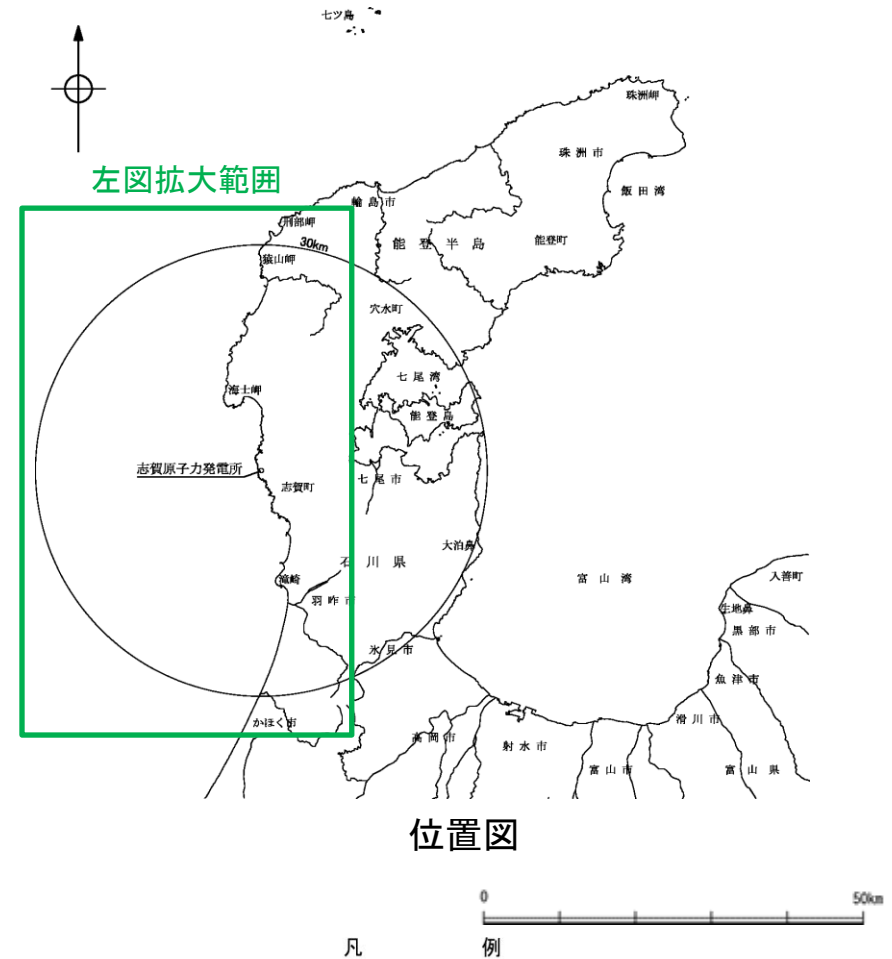 七ツ島
珠洲岬
珠洲市
左図拡大範囲
飯田湾
輪島市
刑部岬
30km
能登半島
能登町
猿山岬
穴水町
七尾湾
海士岬
能登島
志賀原子力発電所
七尾市
志賀町
大泊鼻
石川県
富山湾
入善町
滝崎
羽咋市
生地鼻
黒部市
氷見市
魚津市
かほく市
滑川市
高岡市
射水市
富山市
富山県
位置図
0
50km
凡例